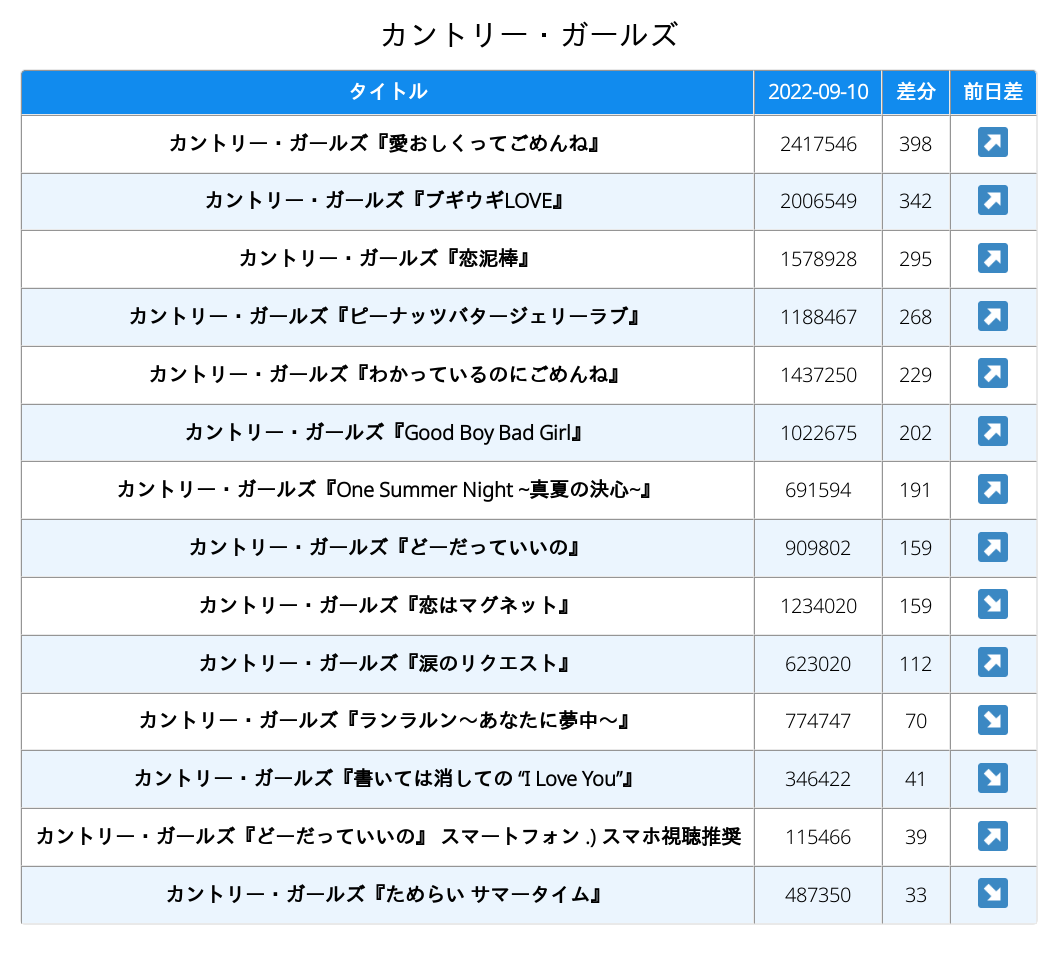 カントリー・ガールズ
タイトル 2022-09-10 差分 前日差
カントリー・ガールズ『愛おしくってごめんね』 2417546 398
カントリー・ガールズ『ブギウギLOVE』 2006549 342
カントリー・ガールズ『恋泥棒』 1578928 295
カントリー・ガールズ『ピーナッツバタージェリーラブ』 1188467 268
カントリー・ガールズ『わかっているのにごめんね』 1437250 229
カントリー・ガールズ『Good Boy Bad Girl』 1022675 202
カントリー・ガールズ『One Summer Night ~真夏の決心~』 691594 191
カントリー・ガールズ『どーだっていいの』 909802 159
カントリー・ガールズ『恋はマグネット』 1234020 159
カントリー・ガールズ『涙のリクエスト』 623020 112
カントリー・ガールズ『ランラルン～あなたに夢中～』 774747 70
カントリー・ガールズ『書いては消しての “I Love You”』 346422 41
カントリー・ガールズ『どーだっていいの』 スマートフォン .) スマホ視聴推奨 115466 39
カントリー・ガールズ『ためらい サマータイム』 487350 33